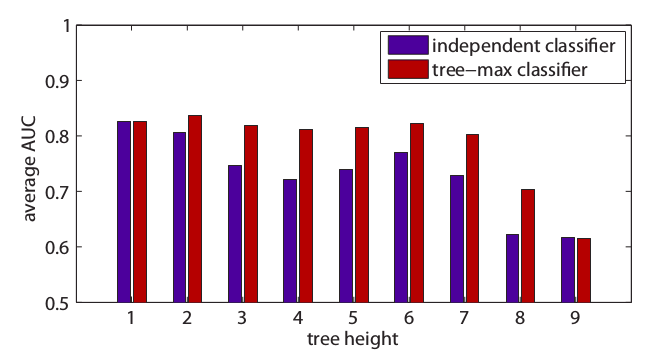 1
0.9
0.8
0.7
0.6
0.5
average AUC
independent classifier
tree−max classifier
1 2 3 4 5 6 7 8 9
tree height